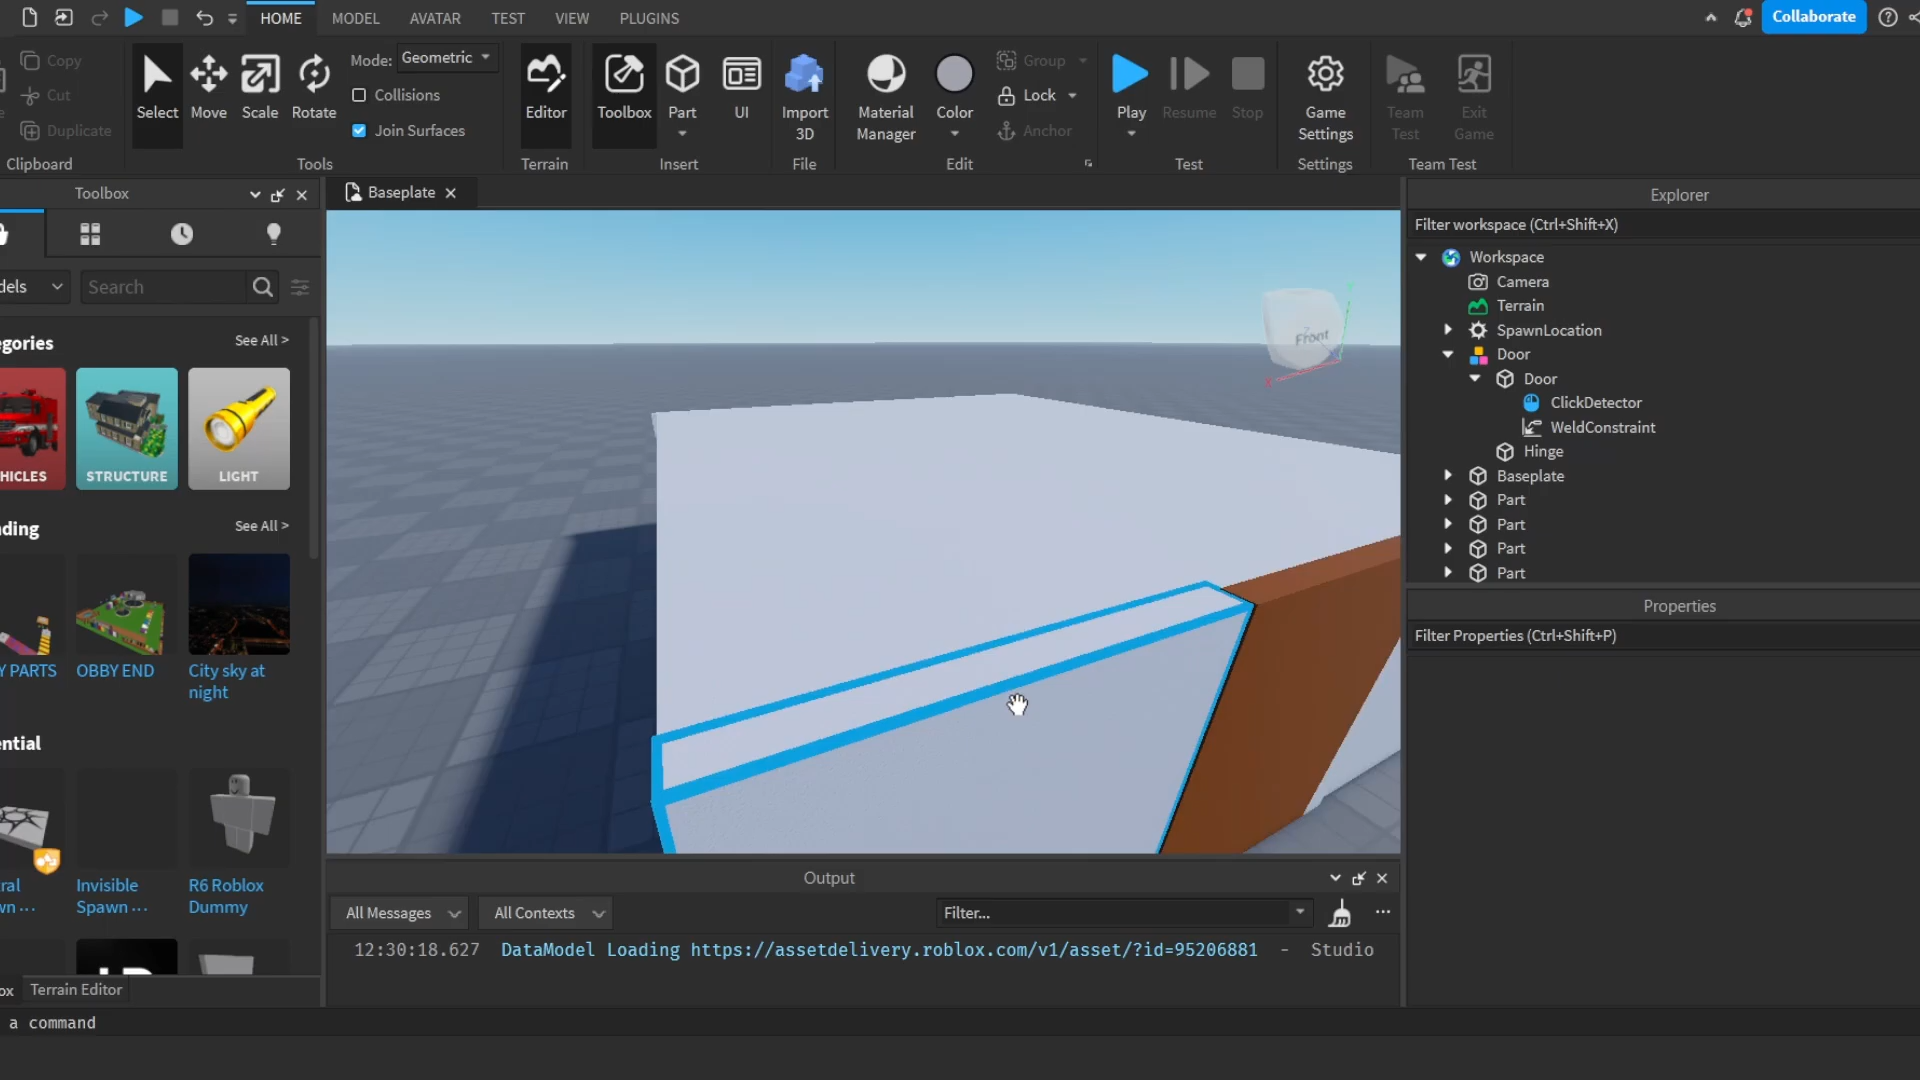 HOME MODEL AVATAR TEST VIEW PLUGINS
Collaborate
Copy
Cut
Duplicate
Clipboard
Select Move Scale Rotate
Mode: Geometric
Collisions
Join Surfaces
Tools
Editor
Terrain
Toolbox Part UI
Insert
Import 3D
File
Material Manager
Color
Group
Lock
Anchor
Edit
Play Resume Stop
Test
Game Settings
Settings
Team Test
Exit Game
Team Test
Toolbox
Baseplate
Explorer
Filter workspace (Ctrl+Shift+X)
Workspace
Camera
Terrain
SpawnLocation
Door
Door
ClickDetector
WeldConstraint
Hinge
Baseplate
Part
Part
Part
Part
Properties
Filter Properties (Ctrl+Shift+P)
dels
Search
egories See All >
HICLES STRUCTURE LIGHT
nding See All >
Y PARTS OBBY END City sky at
night
ential
ral Invisible R6 Roblox
wn ... Spawn ... Dummy
ox Terrain Editor
a command
Front
Output
All Messages All Contexts Filter...
12:30:18.627 DataModel Loading https://assetdelivery.roblox.com/v1/asset/?id=95206881 - Studio